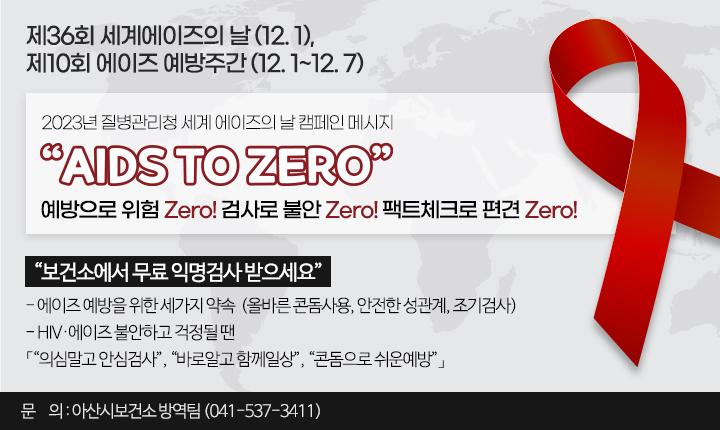 제36회 세계에이즈의 날 (12. 1),
제10회 에이즈 예방주간 (12. 1~12. 7)
2023년 질병관리청 세계 에이즈의 날 캠페인 메시지
“AIDS TO ZERO”
예방으로 위험 Zero! 검사로 불안 Zero! 팩트체크로 편견 Zero!
“보건소에서 무료 익명검사 받으세요”
- 에이즈 예방을 위한 세가지 약속 (올바른 콘돔사용, 안전한 성관계, 조기검사)
- HIV·에이즈 불안하고 걱정될 땐
「“의심말고 안심검사”, “바로알고 함께일상”, “콘돔으로 쉬운예방”」
문 의 : 아산시보건소 방역팀 (041-537-3411)